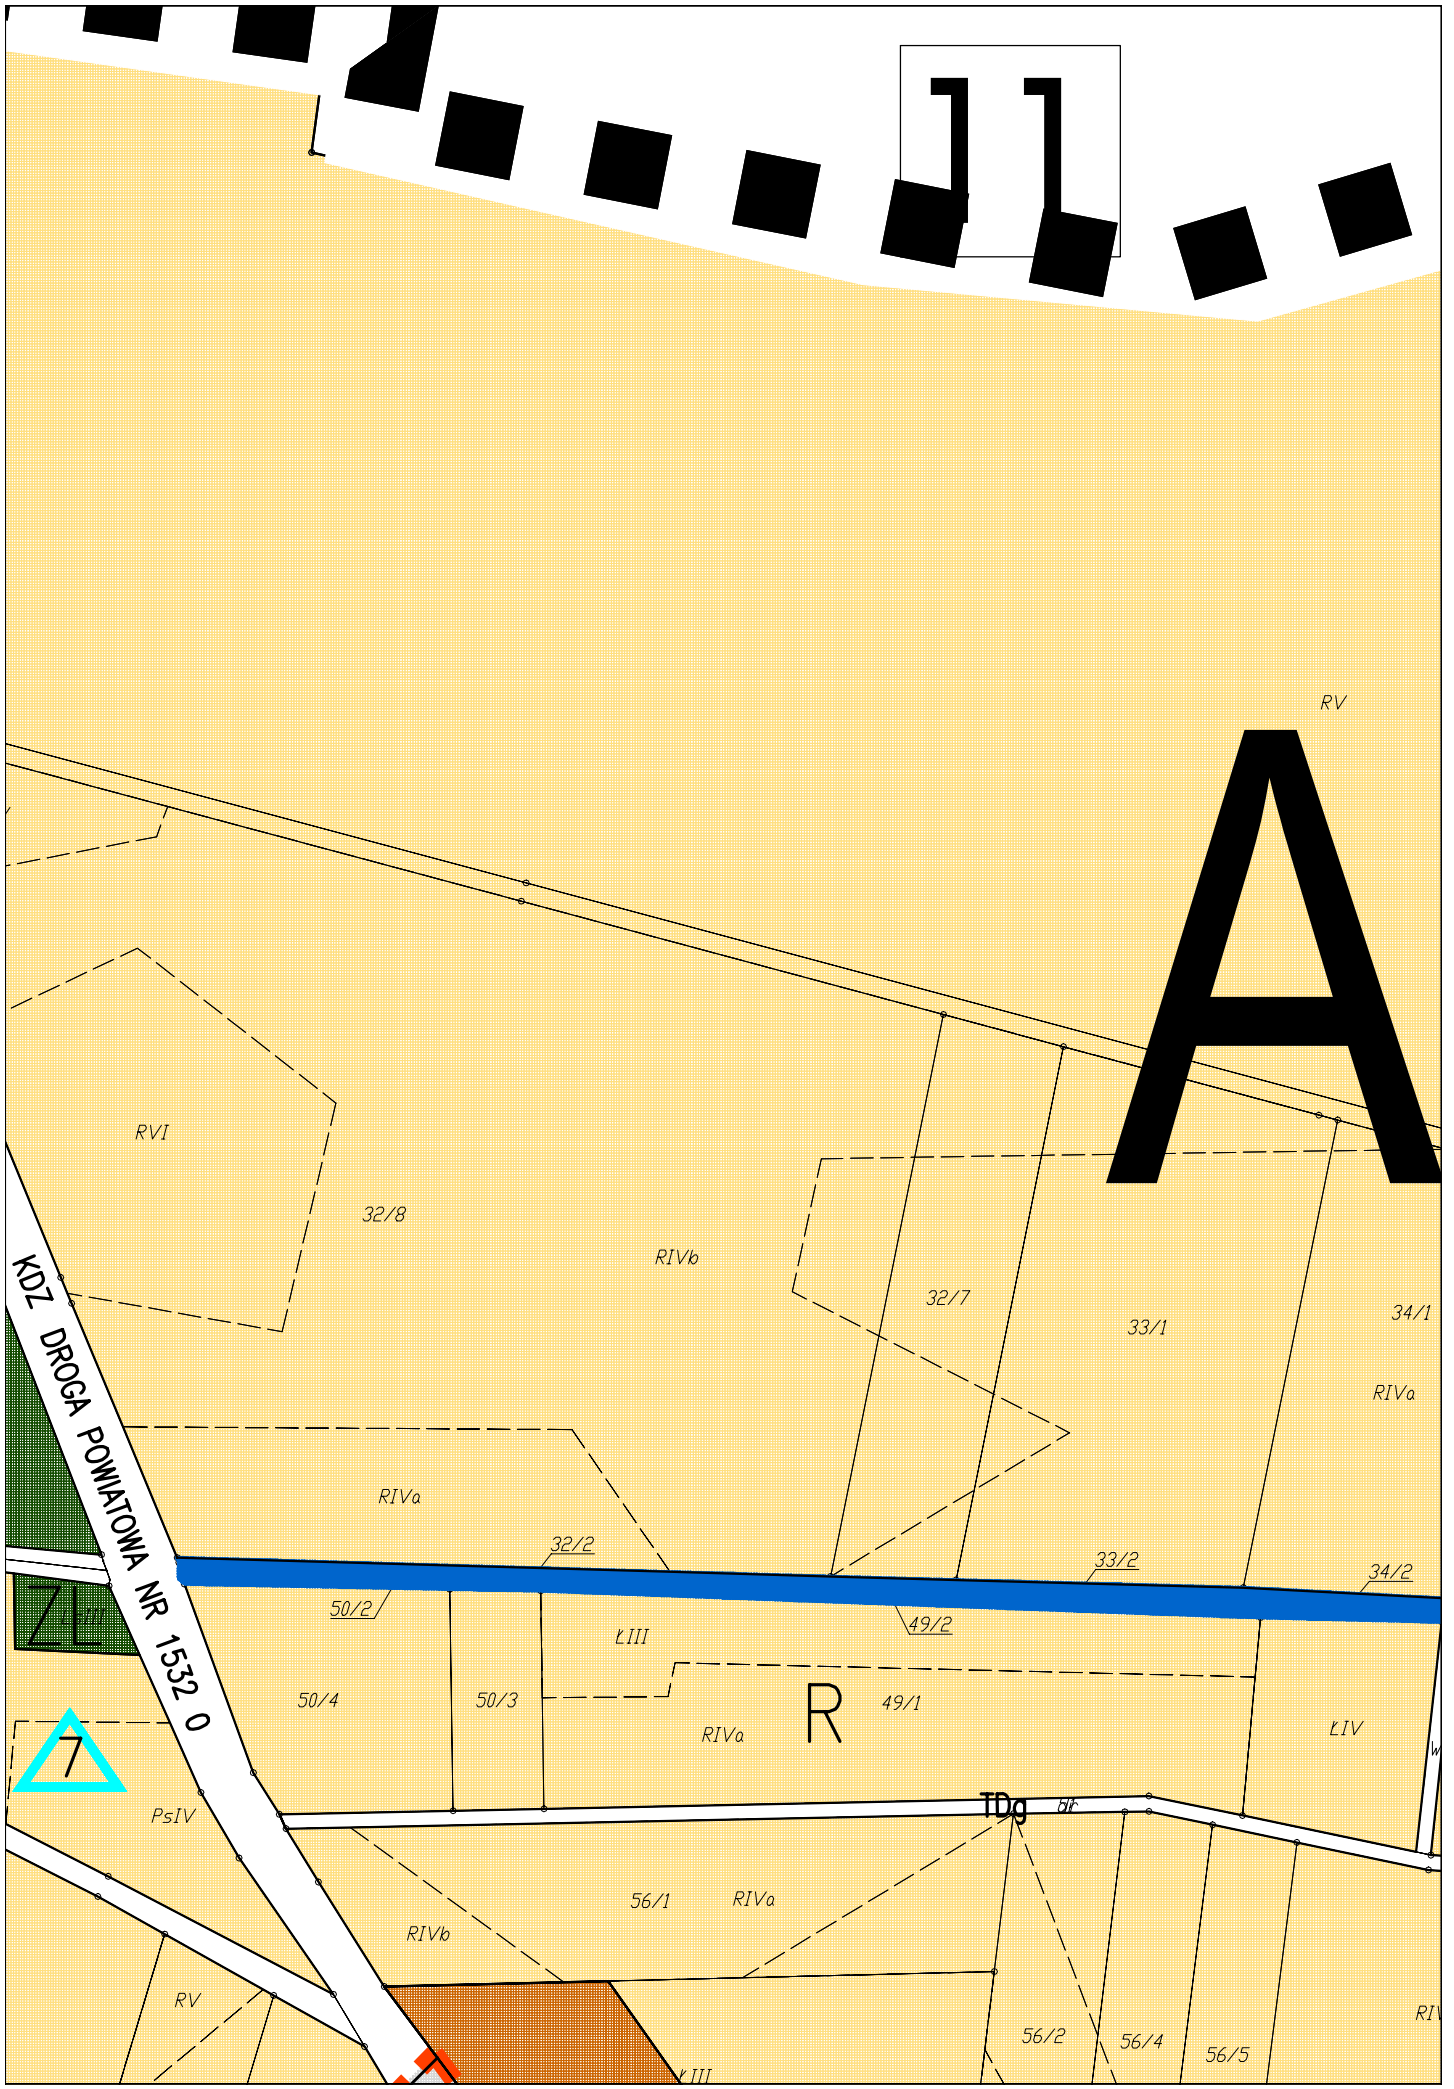 11
RV
A
RVI
32/8
RIVb
32/7
33/1
34/1
RIVa
KDZ DROGA POWIATOWA NR 1532 O
RIVa
32/2
33/2
34/2
50/2
49/2
ZL
ŁIII
50/4
50/3
R
49/1
RIVa
ŁIV
7
PsIV
TDg
56/1
RIVa
RIVb
RV
56/2
56/4
56/5
ŁIII